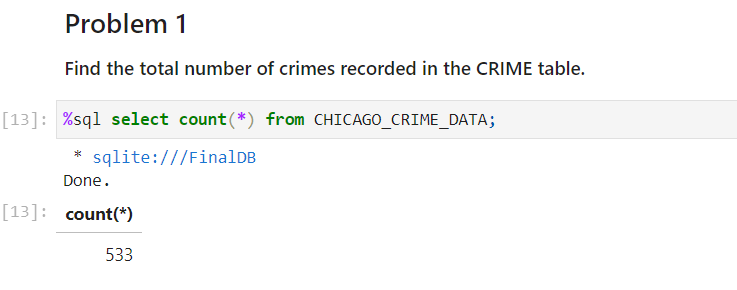 Problem 1
Find the total number of crimes recorded in the CRIME table.
[13]: %sql select count(*) from CHICAGO_CRIME_DATA;
* sqlite:///FinalDB
Done.
[13]: count(*)
533